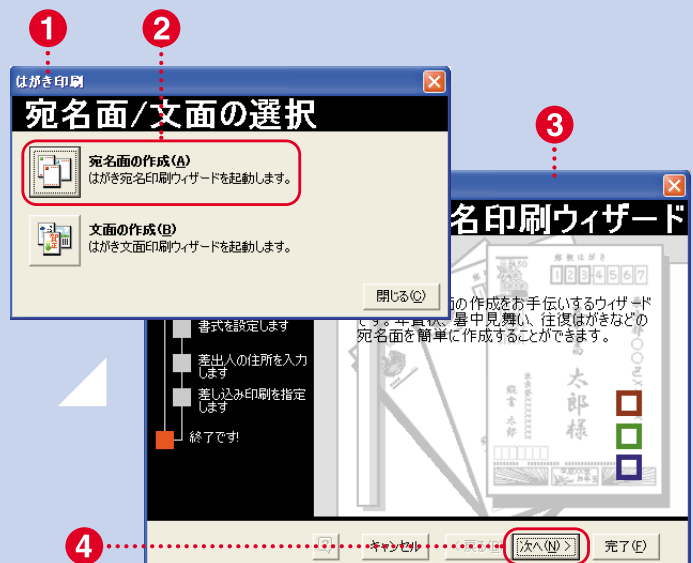 1
2
はがき印刷
宛名面/文面の選択
宛名面の作成(A)
はがき宛名印刷ウィザードを起動します。
文面の作成(B)
はがき文面印刷ウィザードを起動します。
閉じる(C)
3
名印刷ウィザード
面の作成をお手伝いするウィザード
です。年賀状、暑中見舞い、往復はがきなどの
宛名面を簡単に作成することができます。
郵便はがき
1234567
太郎様
書式を設定します
差出人の住所を入力
します
差し込み印刷を指定
します
終了です!
4
キャンセル
次へ(N) >
完了(F)